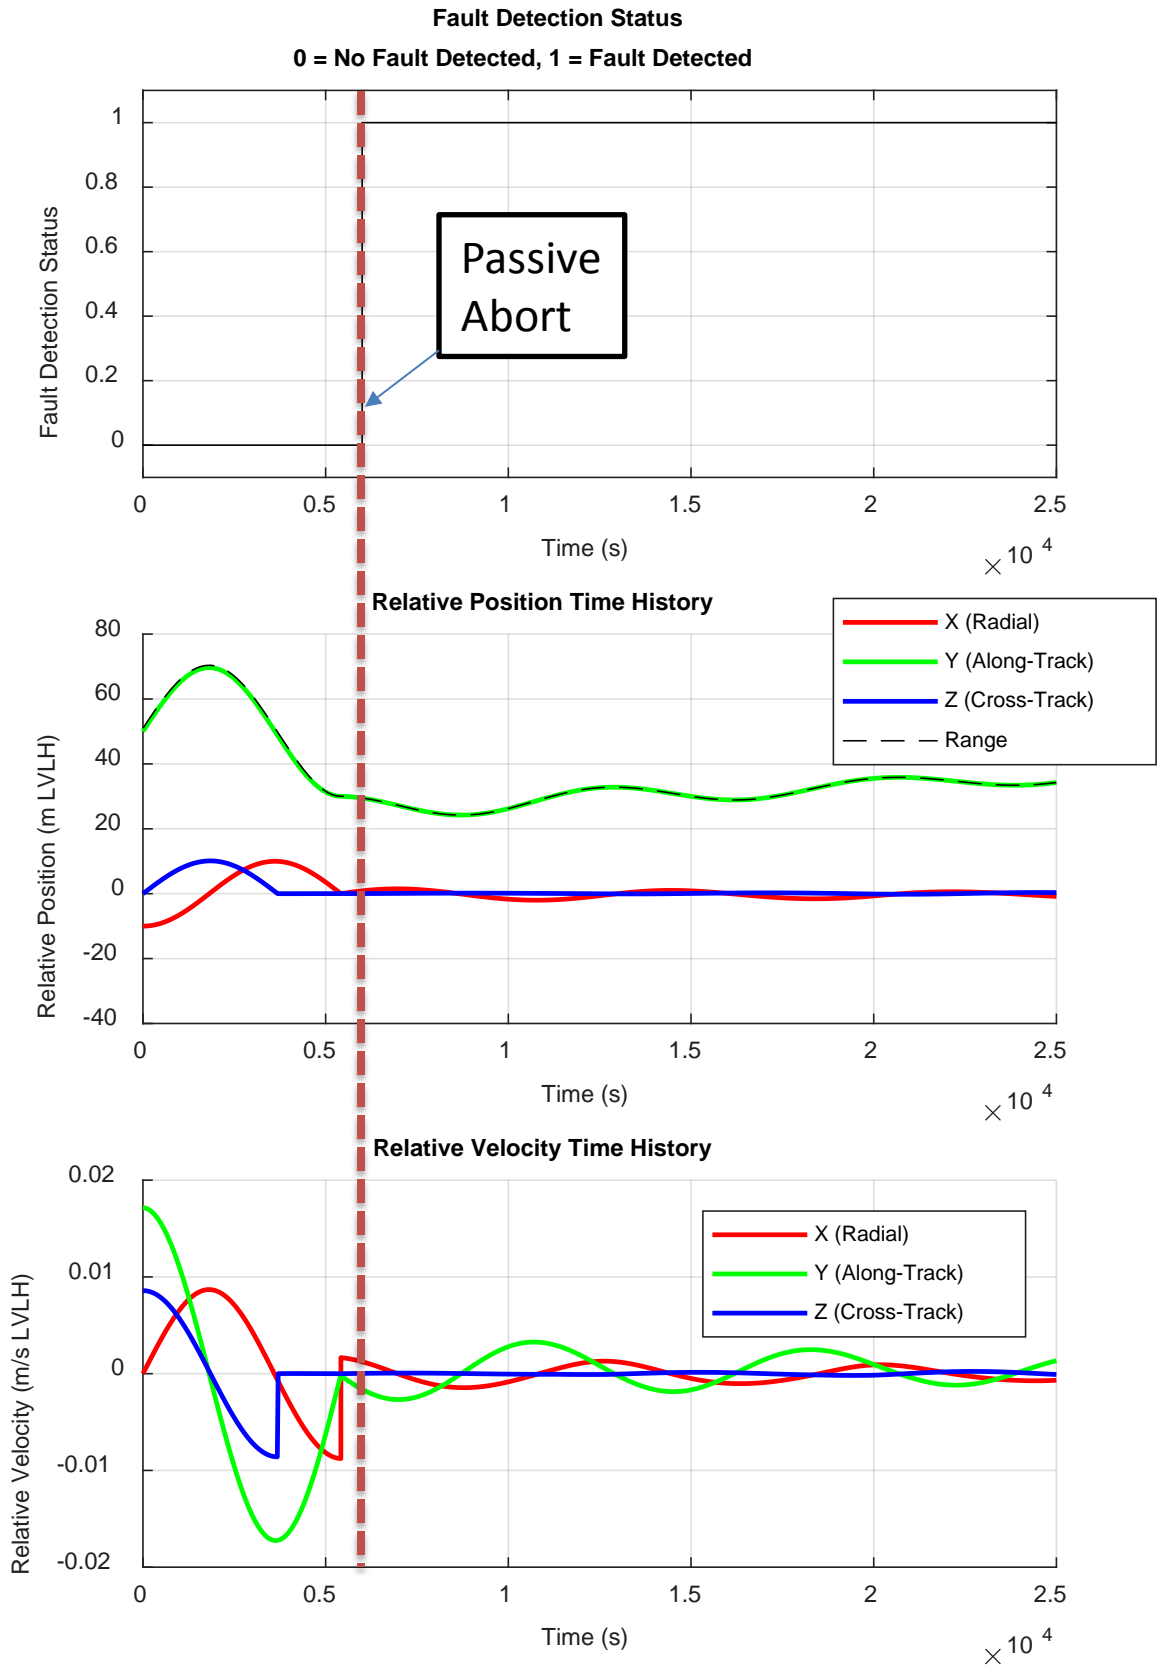 Fault Detection Status
0 = No Fault Detected, 1 = Fault Detected
1
0.8
0.6
0.4
0.2
0
Fault Detection Status
Passive
Abort
0 0.5 1 1.5 2 2.5
Time (s)
× 10 4
Relative Position Time History
80
60
40
20
0
-20
-40
Relative Position (m LVLH)
X (Radial)
Y (Along-Track)
Z (Cross-Track)
Range
0 0.5 1 1.5 2 2.5
Time (s)
× 10 4
Relative Velocity Time History
0.02
0.01
0
-0.01
-0.02
Relative Velocity (m/s LVLH)
X (Radial)
Y (Along-Track)
Z (Cross-Track)
0 0.5 1 1.5 2 2.5
Time (s)
× 10 4